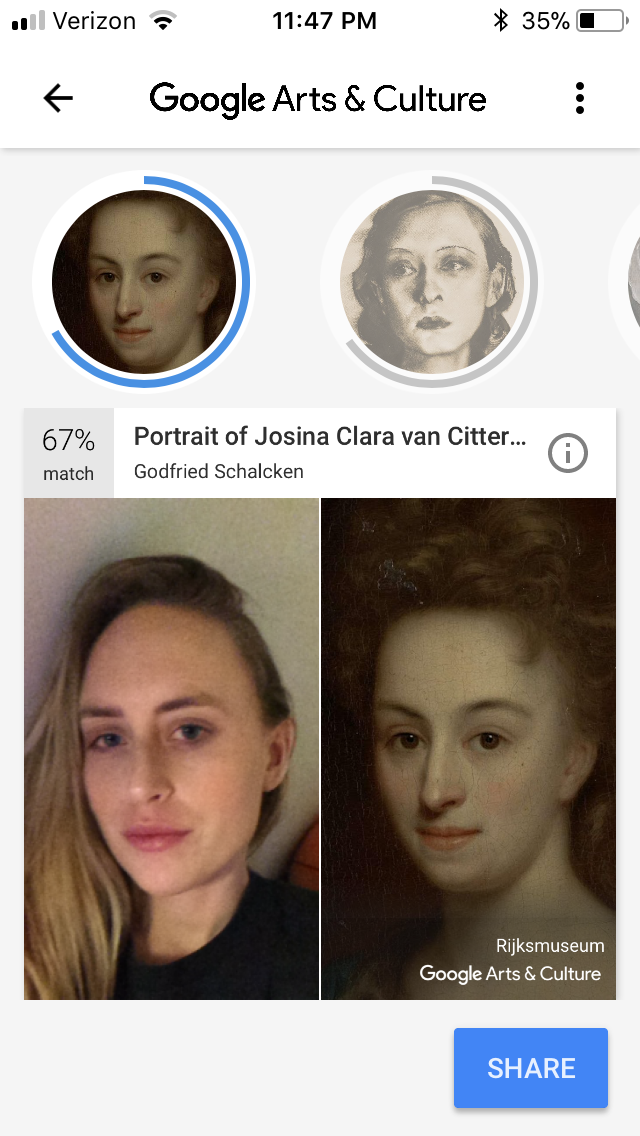 Verizon 11:47 PM 35%
Google Arts & Culture
67%
match
Portrait of Josina Clara van Citter...
Godfried Schalcken
Rijksmuseum
Google Arts & Culture
SHARE